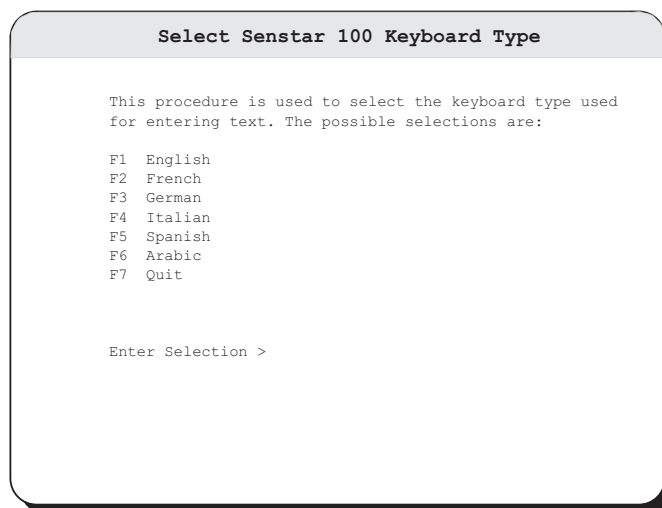 Select Senstar 100 Keyboard Type
This procedure is used to select the keyboard type used
for entering text. The possible selections are:
F1 English
F2 French
F3 German
F4 Italian
F5 Spanish
F6 Arabic
F7 Quit
Enter Selection >